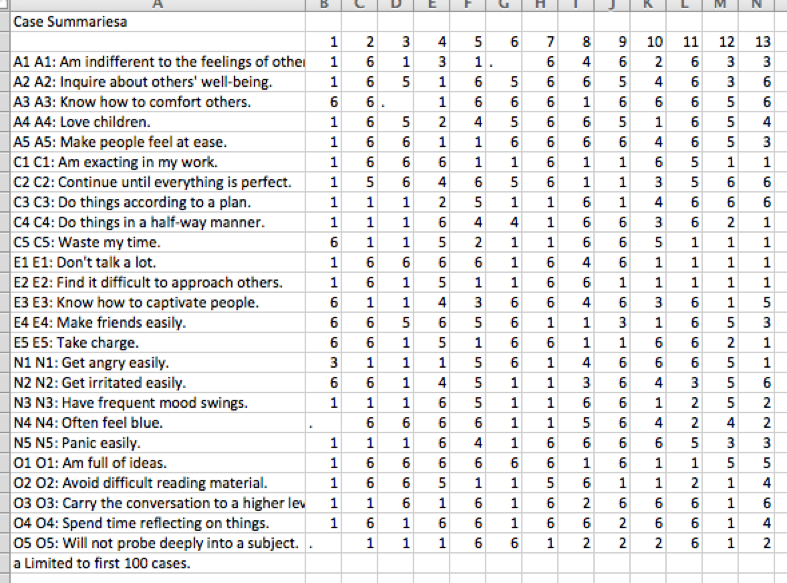 A B C D E F G H I J K L M N
Case Summariesa
1 2 3 4 5 6 7 8 9 10 11 12 13
A1 A1: Am indifferent to the feelings of other 1 6 1 3 1 . 6 4 6 2 6 3 3
A2 A2: Inquire about others' well-being. 1 6 5 1 6 5 6 6 5 4 6 3 6
A3 A3: Know how to comfort others. 6 6 . 1 6 6 6 1 6 6 6 5 6
A4 A4: Love children. 1 6 5 2 4 5 6 6 5 1 6 5 4
A5 A5: Make people feel at ease. 1 6 6 1 1 6 6 6 6 4 6 5 3
C1 C1: Am exacting in my work. 1 6 6 6 1 1 6 1 1 6 5 1 1
C2 C2: Continue until everything is perfect. 1 5 6 4 6 5 6 1 1 3 5 6 6
C3 C3: Do things according to a plan. 1 1 1 2 5 1 1 6 1 4 6 6 6
C4 C4: Do things in a half-way manner. 1 1 1 6 4 4 1 6 6 3 6 2 1
C5 C5: Waste my time. 6 1 1 5 2 1 1 6 6 5 1 1 1
E1 E1: Don't talk a lot. 1 6 6 6 6 1 6 4 6 1 1 1 1
E2 E2: Find it difficult to approach others. 1 6 1 5 1 1 6 6 1 1 1 1 1
E3 E3: Know how to captivate people. 6 1 1 4 3 6 6 4 6 3 6 1 5
E4 E4: Make friends easily. 6 6 5 6 5 6 1 1 3 1 6 5 3
E5 E5: Take charge. 6 6 1 5 1 6 6 1 1 6 6 2 1
N1 N1: Get angry easily. 3 1 1 1 5 6 1 4 6 6 6 5 1
N2 N2: Get irritated easily. 6 6 1 4 5 1 1 3 6 4 3 5 6
N3 N3: Have frequent mood swings. 1 1 1 6 5 1 1 6 6 1 2 5 2
N4 N4: Often feel blue. . 6 6 6 6 1 1 5 6 4 2 4 2
N5 N5: Panic easily. 1 1 1 6 4 1 6 6 6 6 5 3 3
O1 O1: Am full of ideas. 1 6 6 6 6 6 6 1 6 1 1 5 5
O2 O2: Avoid difficult reading material. 1 6 6 5 1 1 5 6 1 1 2 1 4
O3 O3: Carry the conversation to a higher lev 1 1 6 1 6 1 6 2 6 6 6 1 6
O4 O4: Spend time reflecting on things. 1 6 1 6 6 1 6 6 2 6 6 1 4
O5 O5: Will not probe deeply into a subject. . 1 1 1 6 6 1 2 2 2 6 1 2
a Limited to first 100 cases.